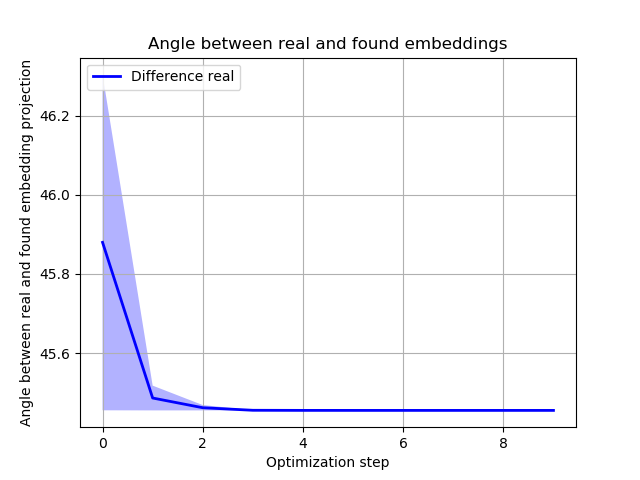 Angle between real and found embeddings
Difference real
Angle between real and found embedding projection
46.2
46.0
45.8
45.6
0 2 4 6 8
Optimization step